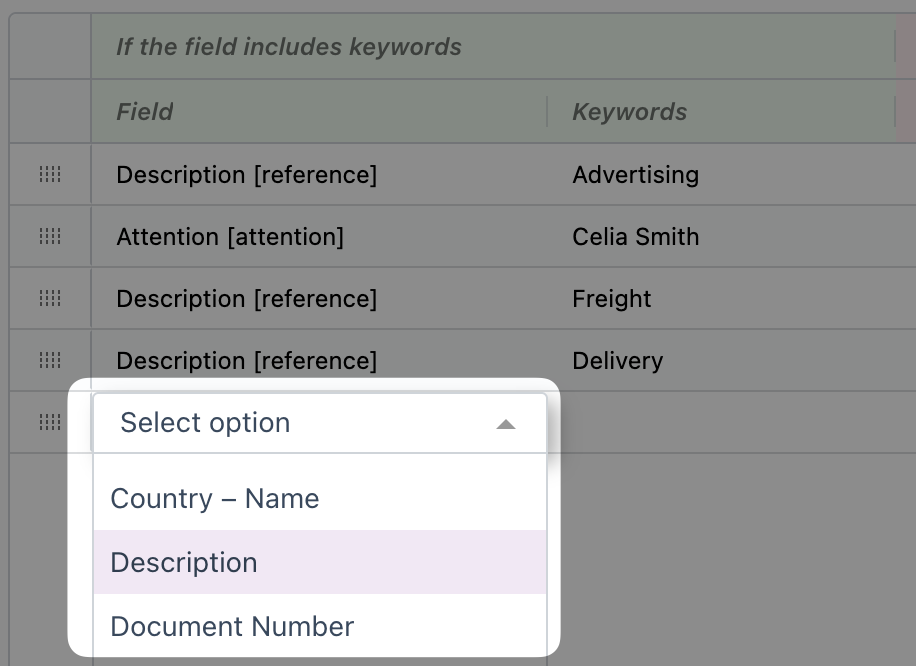 If the field includes keywords
Field Keywords
Description [reference] Advertising
Attention [attention] Celia Smith
Description [reference] Freight
Description [reference] Delivery
Select option
Country – Name
Description
Document Number